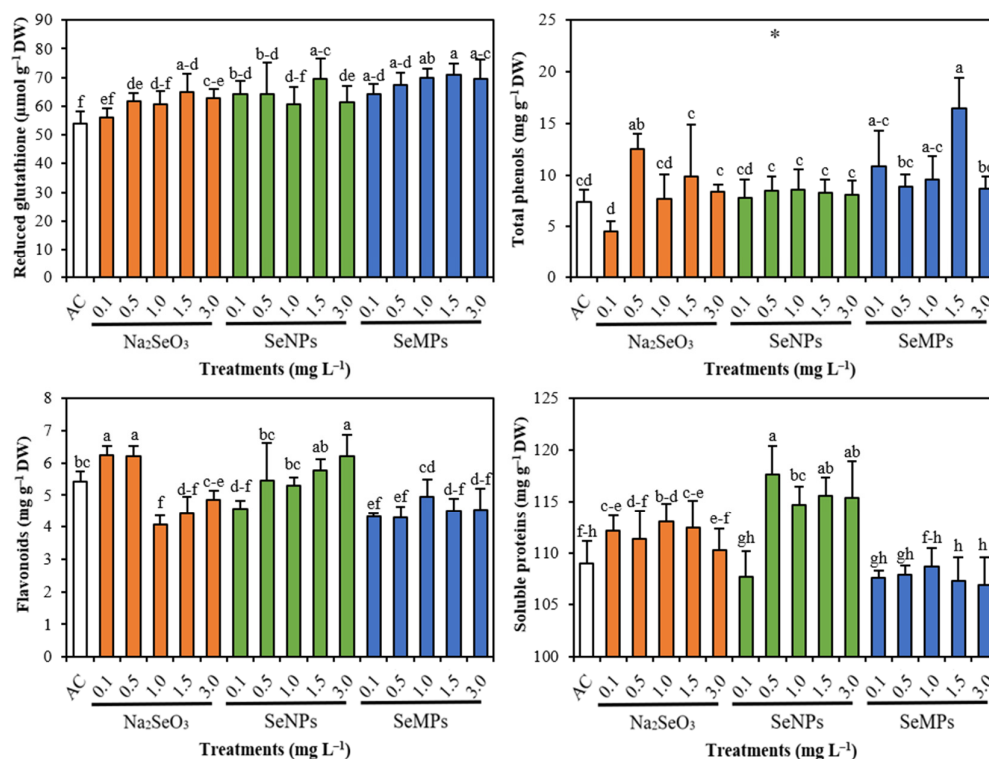 Reduced glutathione (µmol g⁻¹ DW)
90
80
70
60
50
40
30
20
10
0
f ef de d-f a-d c-e b-d b-d d-f a-c de a-d a-d ab a a-c
AC 0.1 0.5 1.0 1.5 3.0 0.1 0.5 1.0 1.5 3.0 0.1 0.5 1.0 1.5 3.0
Na₂SeO₃ SeNPs SeMPs
Treatments (mg L⁻¹)
Total phenols (mg g⁻¹ DW)
25
20
15
10
5
0
*
cd d ab cd c c c c c c c a-c bc a-c a bc
AC 0.1 0.5 1.0 1.5 3.0 0.1 0.5 1.0 1.5 3.0 0.1 0.5 1.0 1.5 3.0
Na₂SeO₃ SeNPs SeMPs
Treatments (mg L⁻¹)
Flavonoids (mg g⁻¹ DW)
8
7
6
5
4
3
2
1
0
bc a a f d-f c-e d-f bc bc ab a ef ef cd d-f d-f
AC 0.1 0.5 1.0 1.5 3.0 0.1 0.5 1.0 1.5 3.0 0.1 0.5 1.0 1.5 3.0
Na₂SeO₃ SeNPs SeMPs
Treatments (mg L⁻¹)
Soluble proteins (mg g⁻¹ DW)
125
120
115
110
105
100
f-h c-e d-f b-d c-e e-f gh a bc ab ab gh gh f-h h h
AC 0.1 0.5 1.0 1.5 3.0 0.1 0.5 1.0 1.5 3.0 0.1 0.5 1.0 1.5 3.0
Na₂SeO₃ SeNPs SeMPs
Treatments (mg L⁻¹)